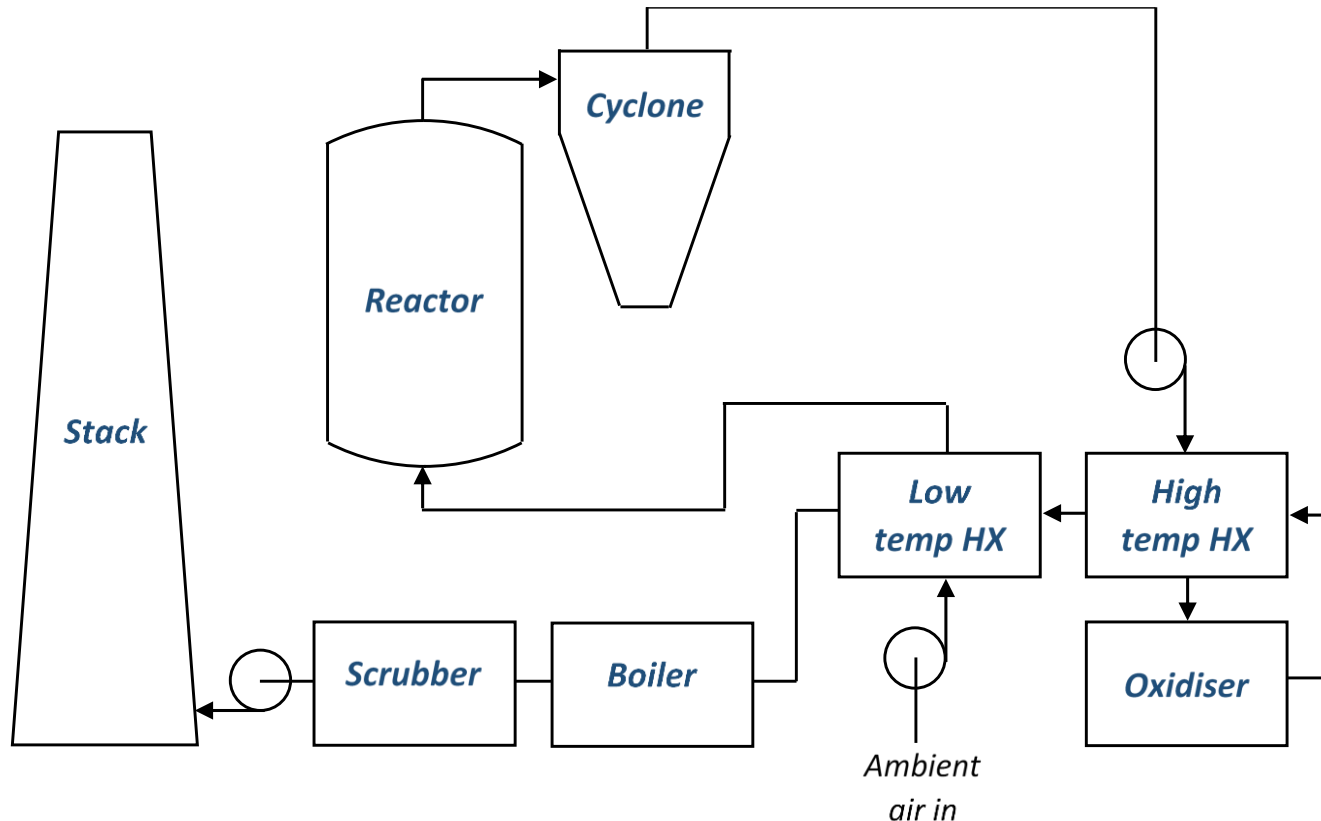 Cyclone
Reactor
Stack
Low
temp HX
High
temp HX
Scrubber
Boiler
Oxidiser
Ambient
air in